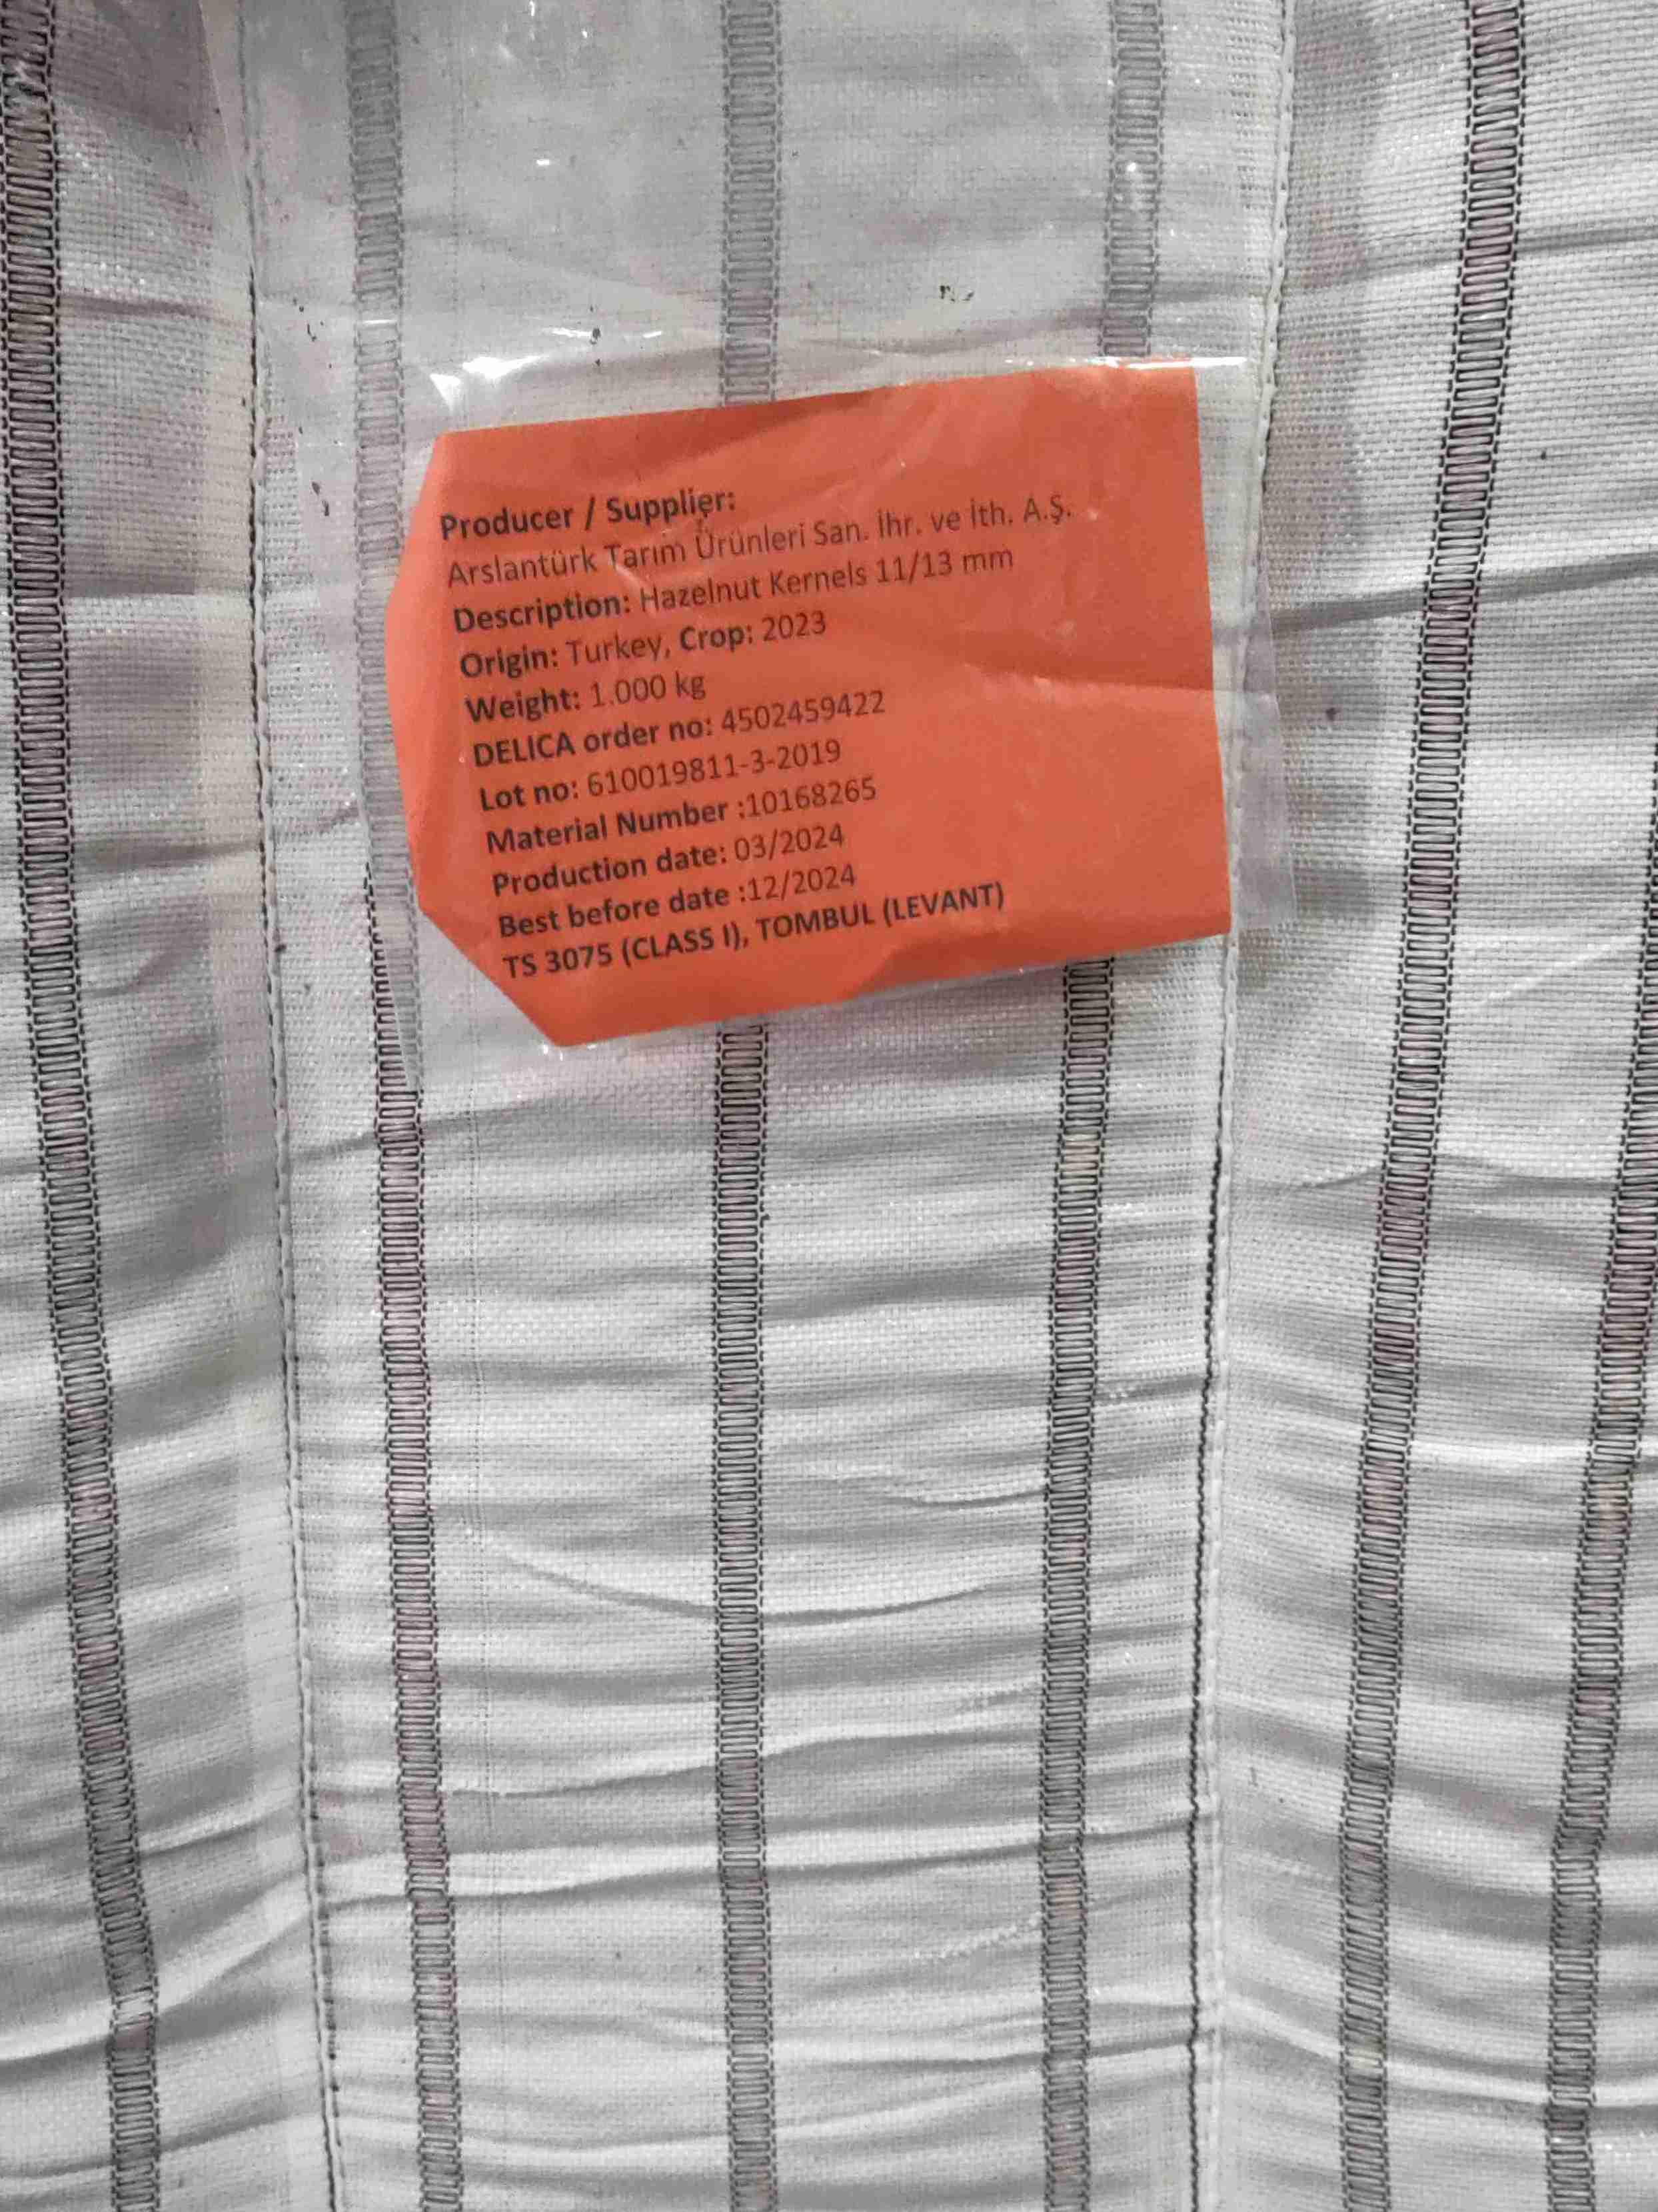 Producer / Supplier:
Arslantürk Tarım Ürünleri San. İhr. ve İth. A.Ş.
Description: Hazelnut Kernels 11/13 mm
Origin: Turkey, Crop: 2023
Weight: 1.000 kg
DELICA order no: 4502459422
Lot no: 610019811-3-2019
Material Number :10168265
Production date: 03/2024
Best before date :12/2024
TS 3075 (CLASS I), TOMBUL (LEVANT)